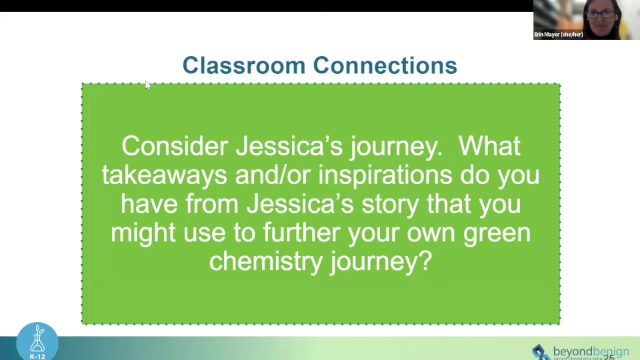 Erin Mayer (she/her)
Classroom Connections
Consider Jessica's journey. What
takeaways and/or inspirations do you
have from Jessica's story that you
might use to further your own green
chemistry journey?
K-12
beyondbenign
26